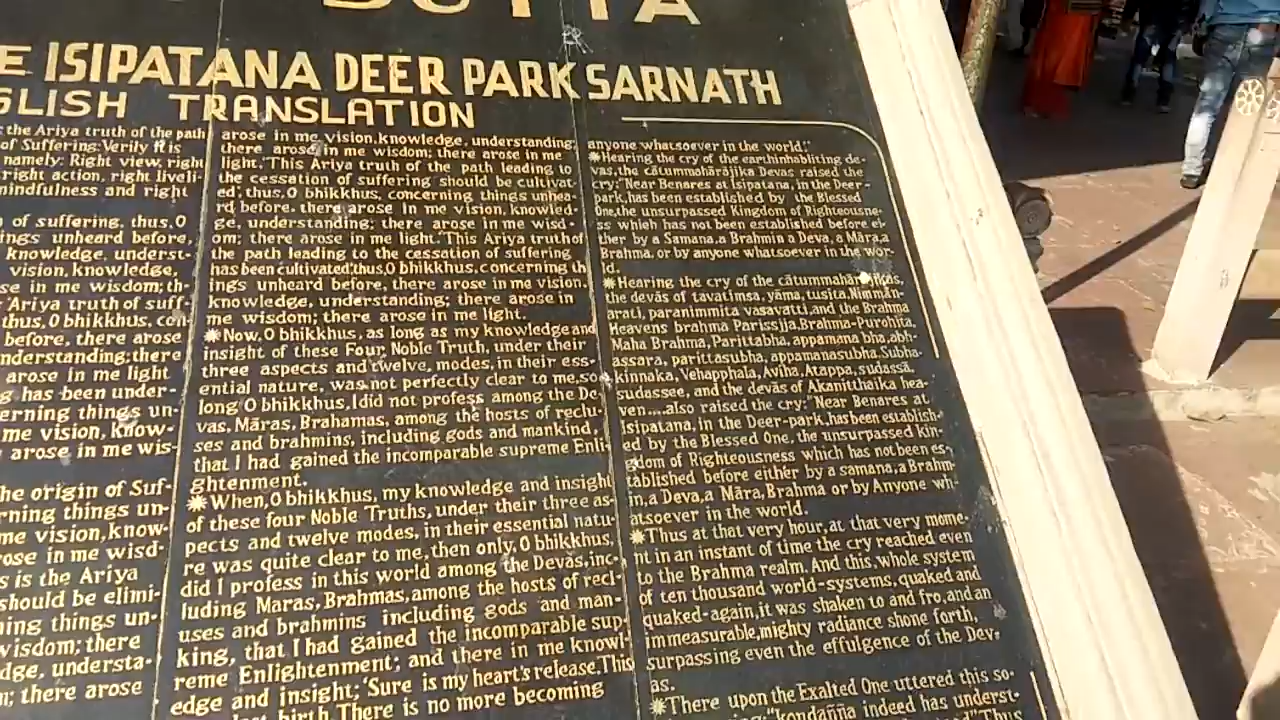 SUTTA
E ISIPATANA DEER PARK SARNATH
GLISH TRANSLATION
the Ariya truth of the path
of Suffering: Verily it is
namely: Right view, right
right action, right liveli-
mindfulness and right
n of suffering, thus, O
ings unheard before,
knowledge, underst-
vision, knowledge,
se in me wisdom; th-
'Ariya truth of suff-
thus, O bhikkhus, con-
before, there arose
nderstanding; there
arose in me light
g has been under-
erning things un-
me vision, know-
arose in me wis-
he origin of Suf-
rning things un-
me vision, know-
rose in me wisd-
s is the Ariya
should be elimi-
ning things un-
wisdom; there
dge, understa-
n; there arose
arose in me vision, knowledge, understanding;
there arose in me wisdom; there arose in me
light. "This Ariya truth of the path leading to
the cessation of suffering should be cultivat-
ed', thus, O bhikkhus, concerning things unhea-
rd before. there arose In me vision, knowled-
ge, understanding; there arose in me wisd-
om; there arose in me light. 'This Ariya truth of
the path leading to the cessation of suffering
has been cultivated', thus, O bhikkhus, concerning th
ings unheard before, there arose in me vision.
knowledge, understanding; there arose in
me wisdom; there arose in me light.
✷Now, O bhikkhus, as long as my knowledge and
insight of these Four Noble Truth, under their
three aspects and twelve, modes, in their ess-
ential nature, was not perfectly clear to me, so
long O bhikkhus, I did not profess among the De-
vas, Māras, Brahamas, among the hosts of reclu-
ses and brahmins, including gods and mankind,
that I had gained the incomparable supreme Enli-
ghtenment.
✷When, O bhikkhus, my knowledge and insight
of these four Noble Truths, under their three as-
pects and twelve modes, in their essential natu-
re was quite clear to me, then only, O bhikkhus,
did I profess in this world among the Devās, inc-
luding Maras, Brahmas, among the hosts of recl-
uses and brahmins including gods and man-
king, that I had gained the incomparable sup-
reme Enlightenment; and there in me knowl-
edge and insight; 'Sure is my heart's release. This
last birth. There is no more becoming
anyone whatsoever in the world."
✷Hearing the cry of the earthinhabliting de-
vas, the cātummahārājika Devas raised the
cry: "Near Benares at Isipatana, in the Deer-
park, has been established by the Blessed
One, the unsurpassed Kingdom of Righteousne-
ss which has not been established before ei-
ther by a Samana, a Brahmin a Deva, a Māra, a
Brahma. or by anyone whatsoever in the wor-
ld.
✷Hearing the cry of the cātummahārājikas,
the devās of tavatimsa, yāma, tusita, Nimmān-
arati, paranimmita vasavatti, and the Brahma
Heavens brahma Parissjja, Brahma-Purohita,
Maha Brahma, Parittabha, appamana bha, abh-
assara, parittasubha, appamanasubha, Subha-
kinnaka, Vehapphala, Aviha, Atappa, sudassā,
sudassee, and the devās of Akanitthaika hea-
ven....also raised the cry: "Near Benares at
Isipatana, in the Deer-park, has been establish-
ed by the Blessed One, the unsurpassed kin-
gdom of Righteousness which has not been es-
tablished before either by a samana, a Brahm-
in, a Deva, a Māra, Brahma or by Anyone wh-
atsoever in the world.
✷Thus at that very hour, at that very mome-
nt in an instant of time the cry reached even
to the Brahma realm. And this, whole system
of ten thousand world-systems, quaked and
quaked-again, it was shaken to and fro, and an
immeasurable, mighty radiance shone forth,
surpassing even the effulgence of the Dev-
as.
✷There upon the Exalted One uttered this so-
"kondañña indeed has underst-
Thus